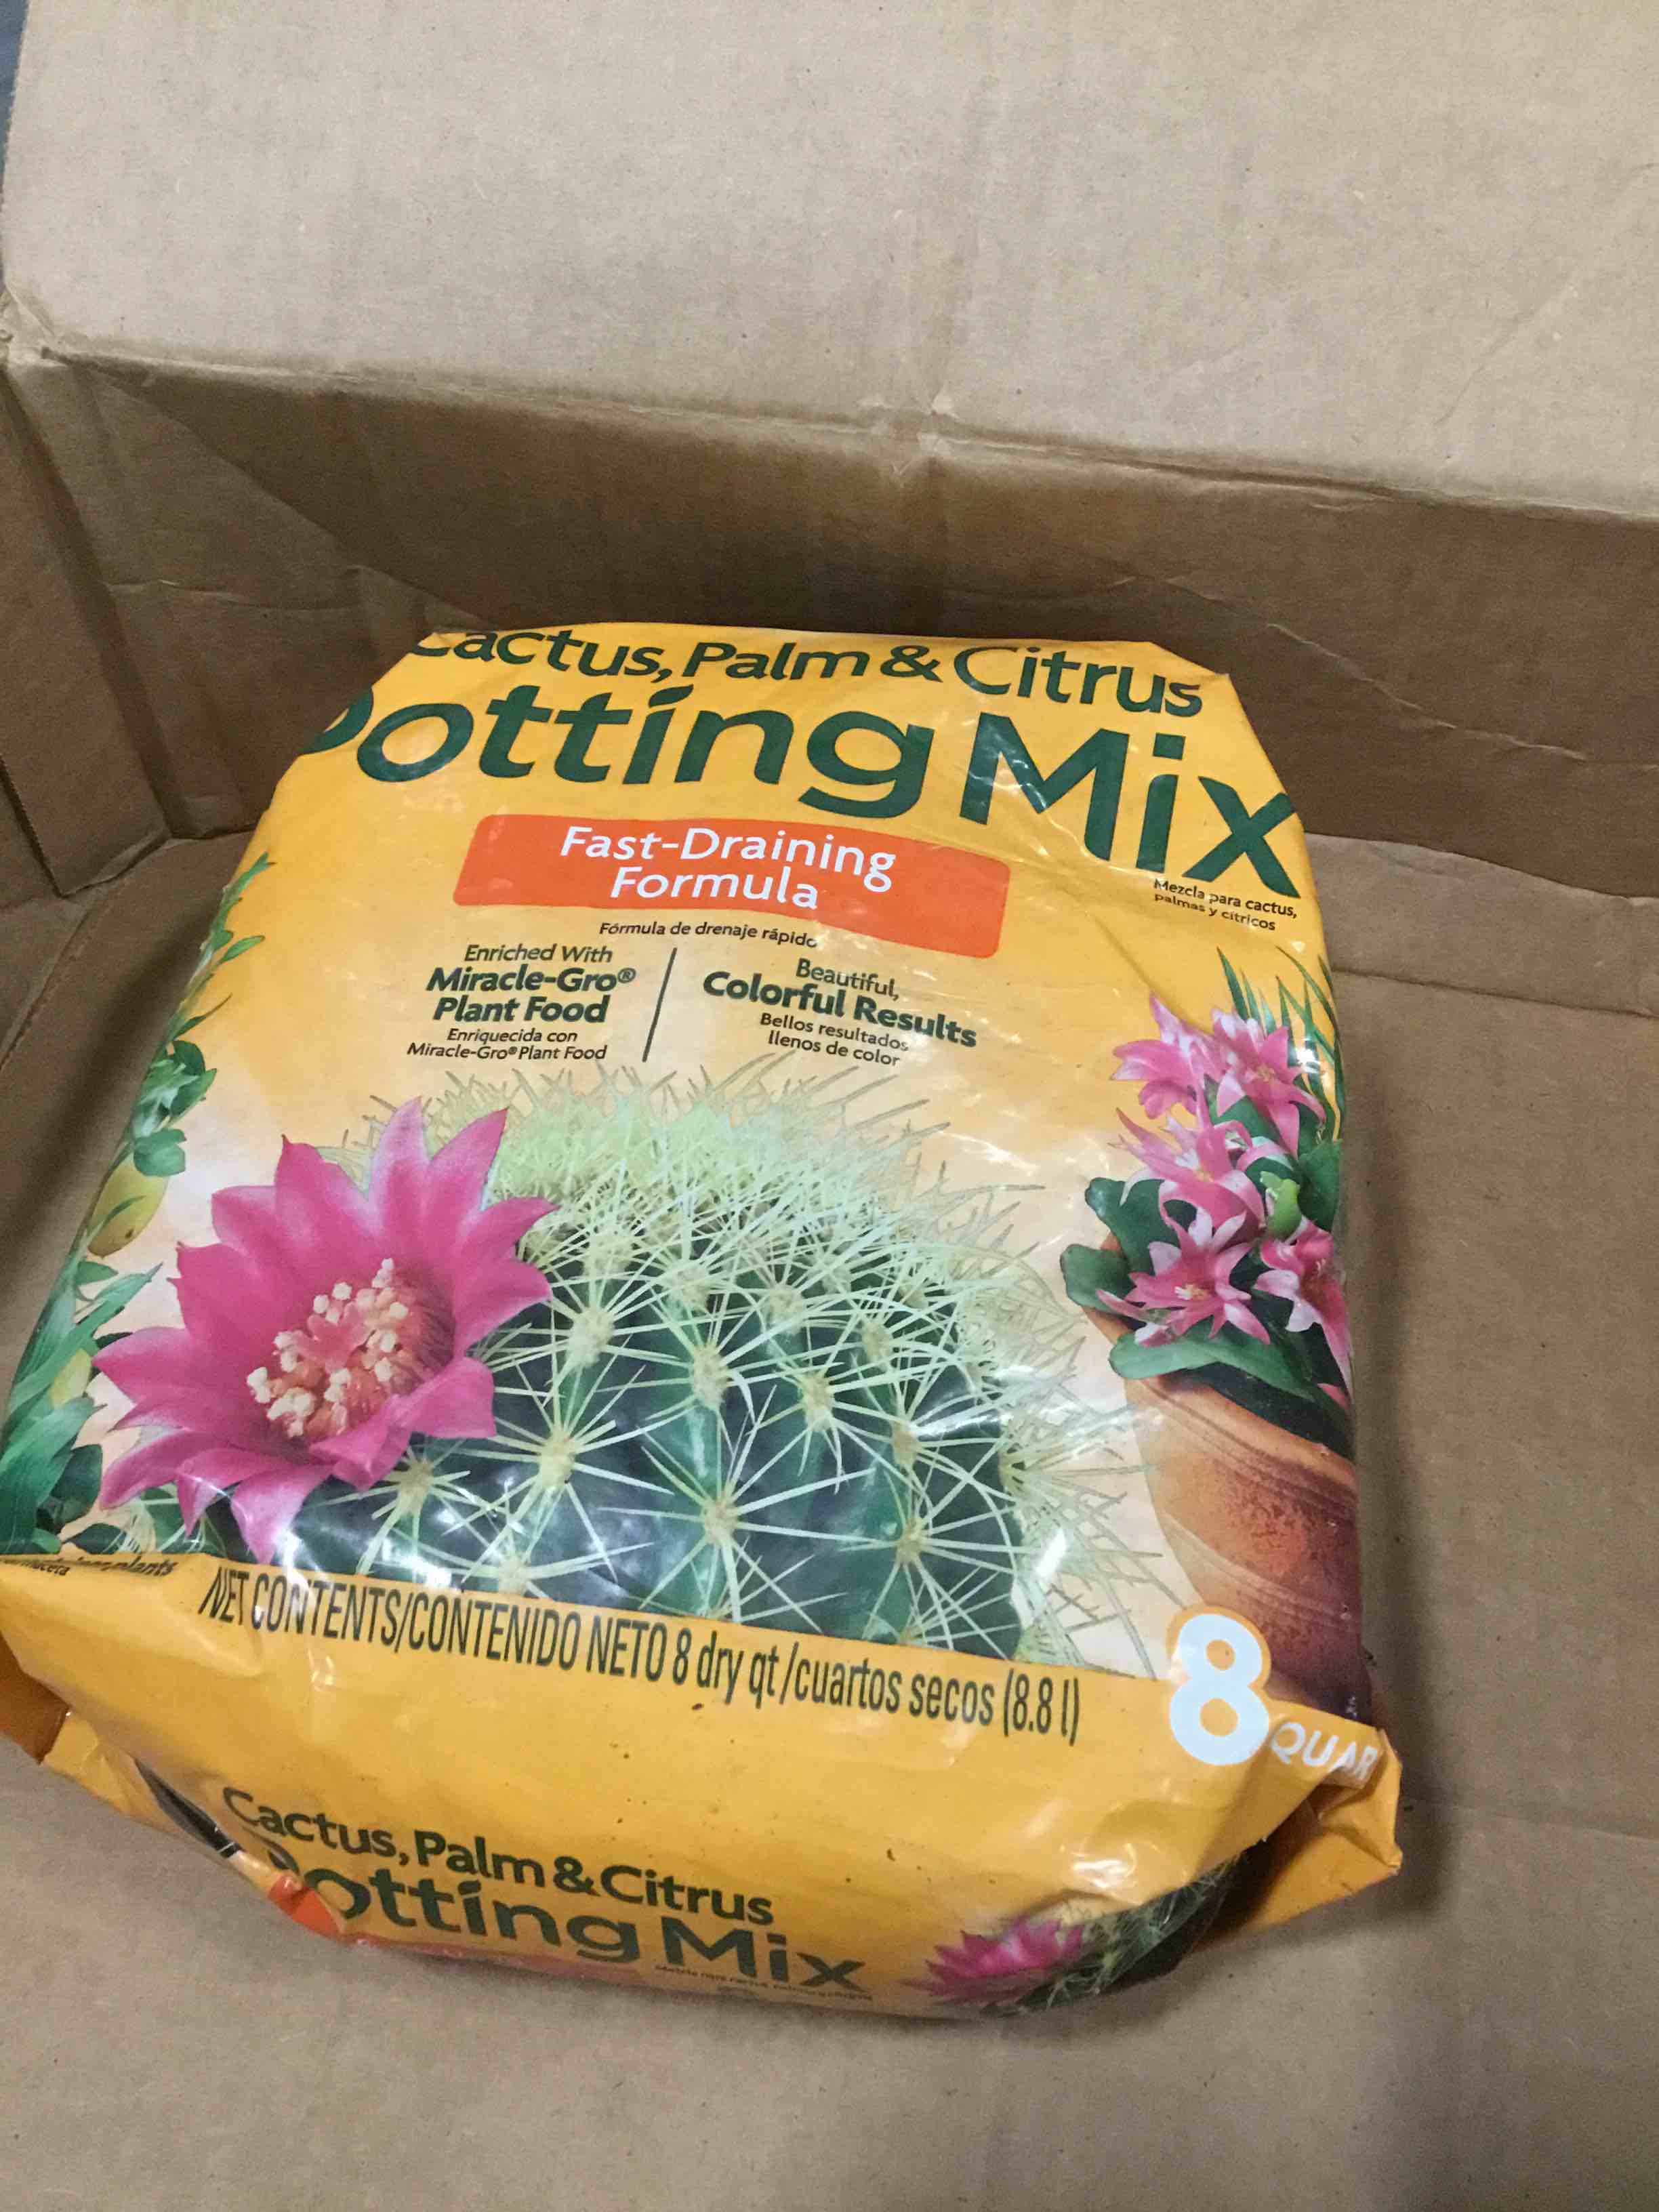 Cactus, Palm & Citrus
Potting Mix
Mezcla para cactus,
palmas y cítricos
Fast-Draining
Formula
Fórmula de drenaje rápido
Enriched With
Miracle-Gro®
Plant Food
Enriquecida con
Miracle-Gro® Plant Food
Beautiful,
Colorful Results
Bellos resultados
llenos de color
plants
NET CONTENTS/CONTENIDO NETO 8 dry qt/cuartos secos (8.8 l)
8 QUAR
Cactus, Palm & Citrus
Potting Mix